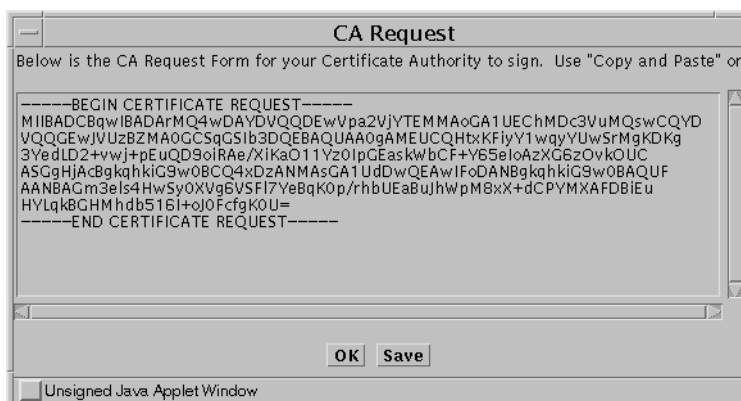 CA Request
Below is the CA Request Form for your Certificate Authority to sign. Use "Copy and Paste" or
-----BEGIN CERTIFICATE REQUEST-----
MIIBADCBqwIBADArMQ4wDAYDVQQDEwVpa2VjYTEMMAoGA1UEChMDc3VuMQswCQYD
VQQGEwJVUzBZMA0GCSqGSIb3DQEBAQUAA0gAMEUCQHtxKFiyY1wqyYUwSrMgKDKg
3YedLD2+vwj+pEuQD9oiRAe/XiKaO11Yz0IpGEaskWbCF+Y65eIoAzXG6zOvkOUC
ASGgHjAcBgkqhkiG9w0BCQ4xDzANMAsGA1UdDwQEAwIFoDANBgkqhkiG9w0BAQUF
AANBAGm3els4HwSy0XVg6VSFl7YeBqK0p/rhbUEaBuJhWpM8xX+dCPYMXAFDBiEu
HYLqkBGHMhdb516I+oJ0FcfgK0U=
-----END CERTIFICATE REQUEST-----
OK Save
Unsigned Java Applet Window